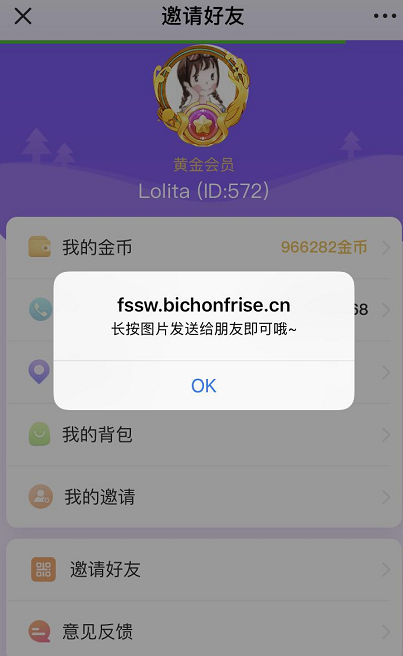 邀请好友
黄金会员
Lolita (ID:572)
我的金币
966282金币
68
fssw.bichonfrise.cn
长按图片发送给朋友即可哦~
OK
我的背包
我的邀请
邀请好友
意见反馈